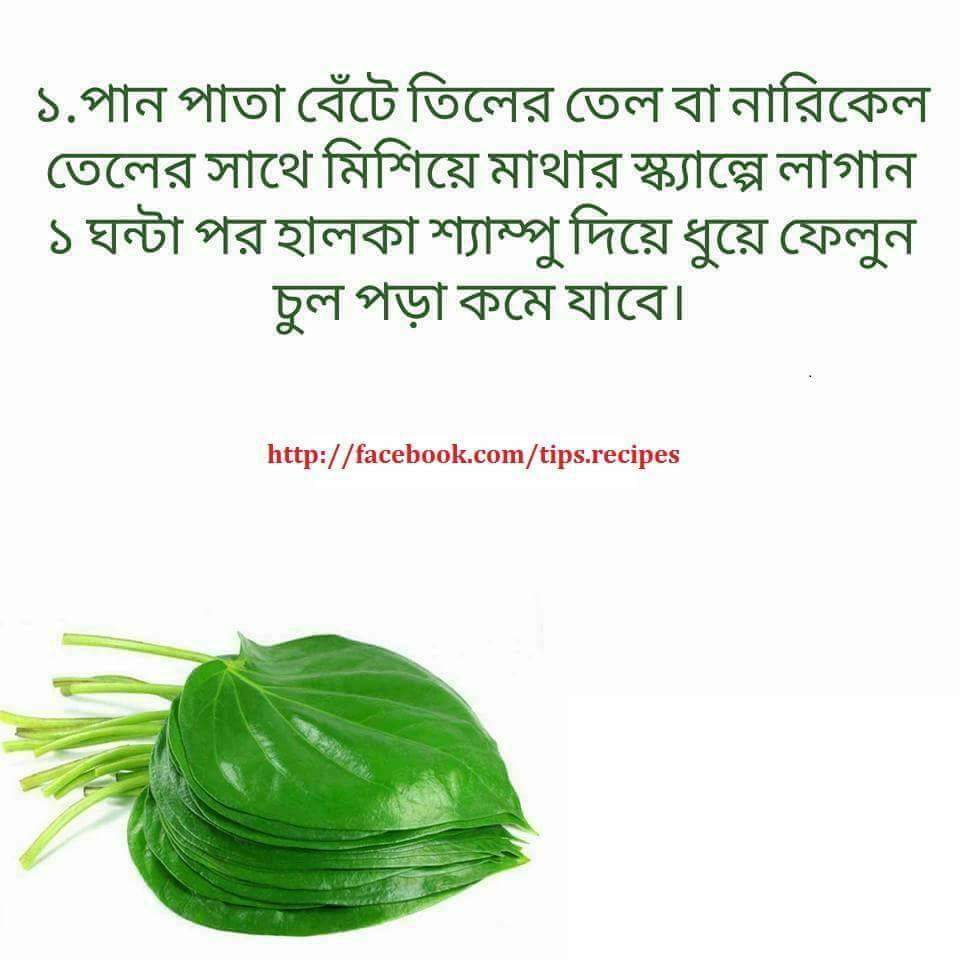 ১.পান পাতা বেঁটে তিলের তেল বা নারিকেল
তেলের সাথে মিশিয়ে মাথার স্ক্যাল্পে লাগান
১ ঘন্টা পর হালকা শ্যাম্পু দিয়ে ধুয়ে ফেলুন
চুল পড়া কমে যাবে।
http://facebook.com/tips.recipes